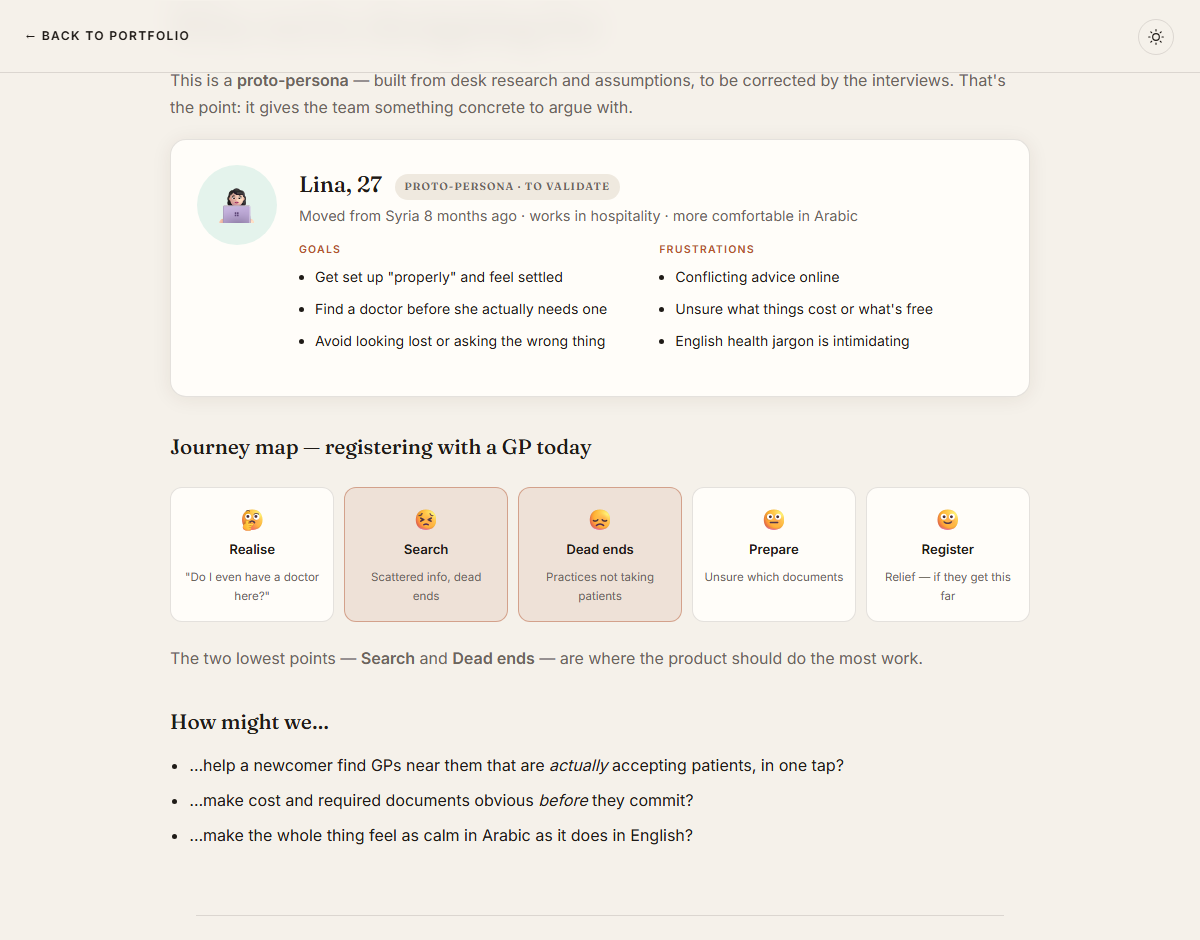 ← BACK TO PORTFOLIO
This is a proto-persona — built from desk research and assumptions, to be corrected by the interviews. That's
the point: it gives the team something concrete to argue with.
Lina, 27 PROTO-PERSONA · TO VALIDATE
Moved from Syria 8 months ago · works in hospitality · more comfortable in Arabic
GOALS
• Get set up "properly" and feel settled
• Find a doctor before she actually needs one
• Avoid looking lost or asking the wrong thing
FRUSTRATIONS
• Conflicting advice online
• Unsure what things cost or what's free
• English health jargon is intimidating
Journey map — registering with a GP today
Realise
"Do I even have a doctor
here?"
Search
Scattered info, dead
ends
Dead ends
Practices not taking
patients
Prepare
Unsure which documents
Register
Relief — if they get this
far
The two lowest points — Search and Dead ends — are where the product should do the most work.
How might we...
• ...help a newcomer find GPs near them that are actually accepting patients, in one tap?
• ...make cost and required documents obvious before they commit?
• ...make the whole thing feel as calm in Arabic as it does in English?